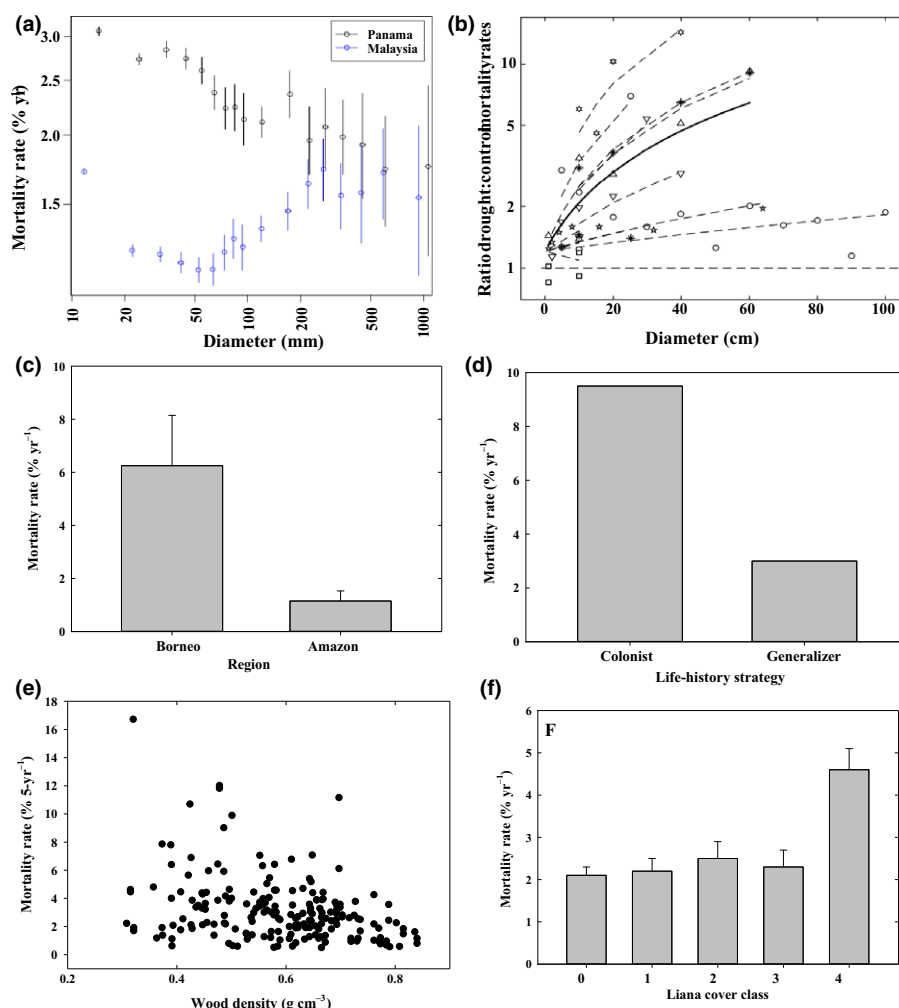 (a)
3.0
2.5
2.0
1.5
Mortality rate (% yr¹)
Panama
Malaysia
10
20
50
100
200
500
1000
Diameter (mm)
(b)
10
5
2
1
Ratio drought:control mortality rates
0
20
40
60
80
100
Diameter (cm)
(c)
10
8
6
4
2
0
Mortality rate (% yr⁻¹)
Borneo
Amazon
Region
(d)
10
8
6
4
2
0
Mortality rate (% yr⁻¹)
Colonist
Generalizer
Life-history strategy
(e)
18
16
14
12
10
8
6
4
2
0
Mortality rate (% 5-yr⁻¹)
0.2
0.4
0.6
0.8
Wood density (g cm⁻³)
(f)
F
6
5
4
3
2
1
0
Mortality rate (% yr⁻¹)
0
1
2
3
4
Liana cover class